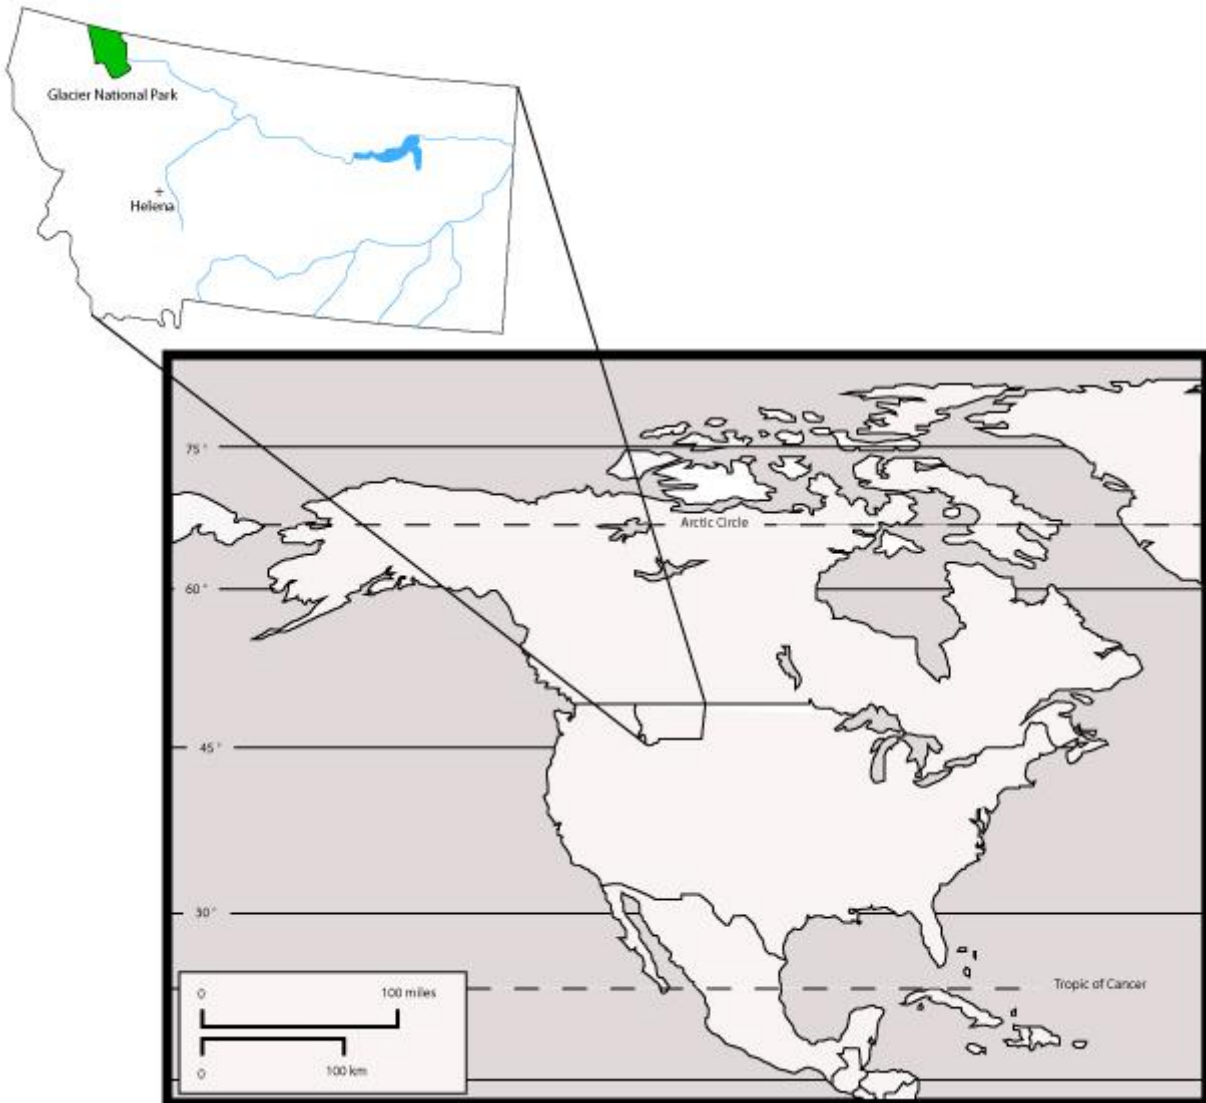 Glacier National Park
Helena
75°
Arctic Circle
60°
45°
30°
0 100 miles
Tropic of Cancer
0 100 km